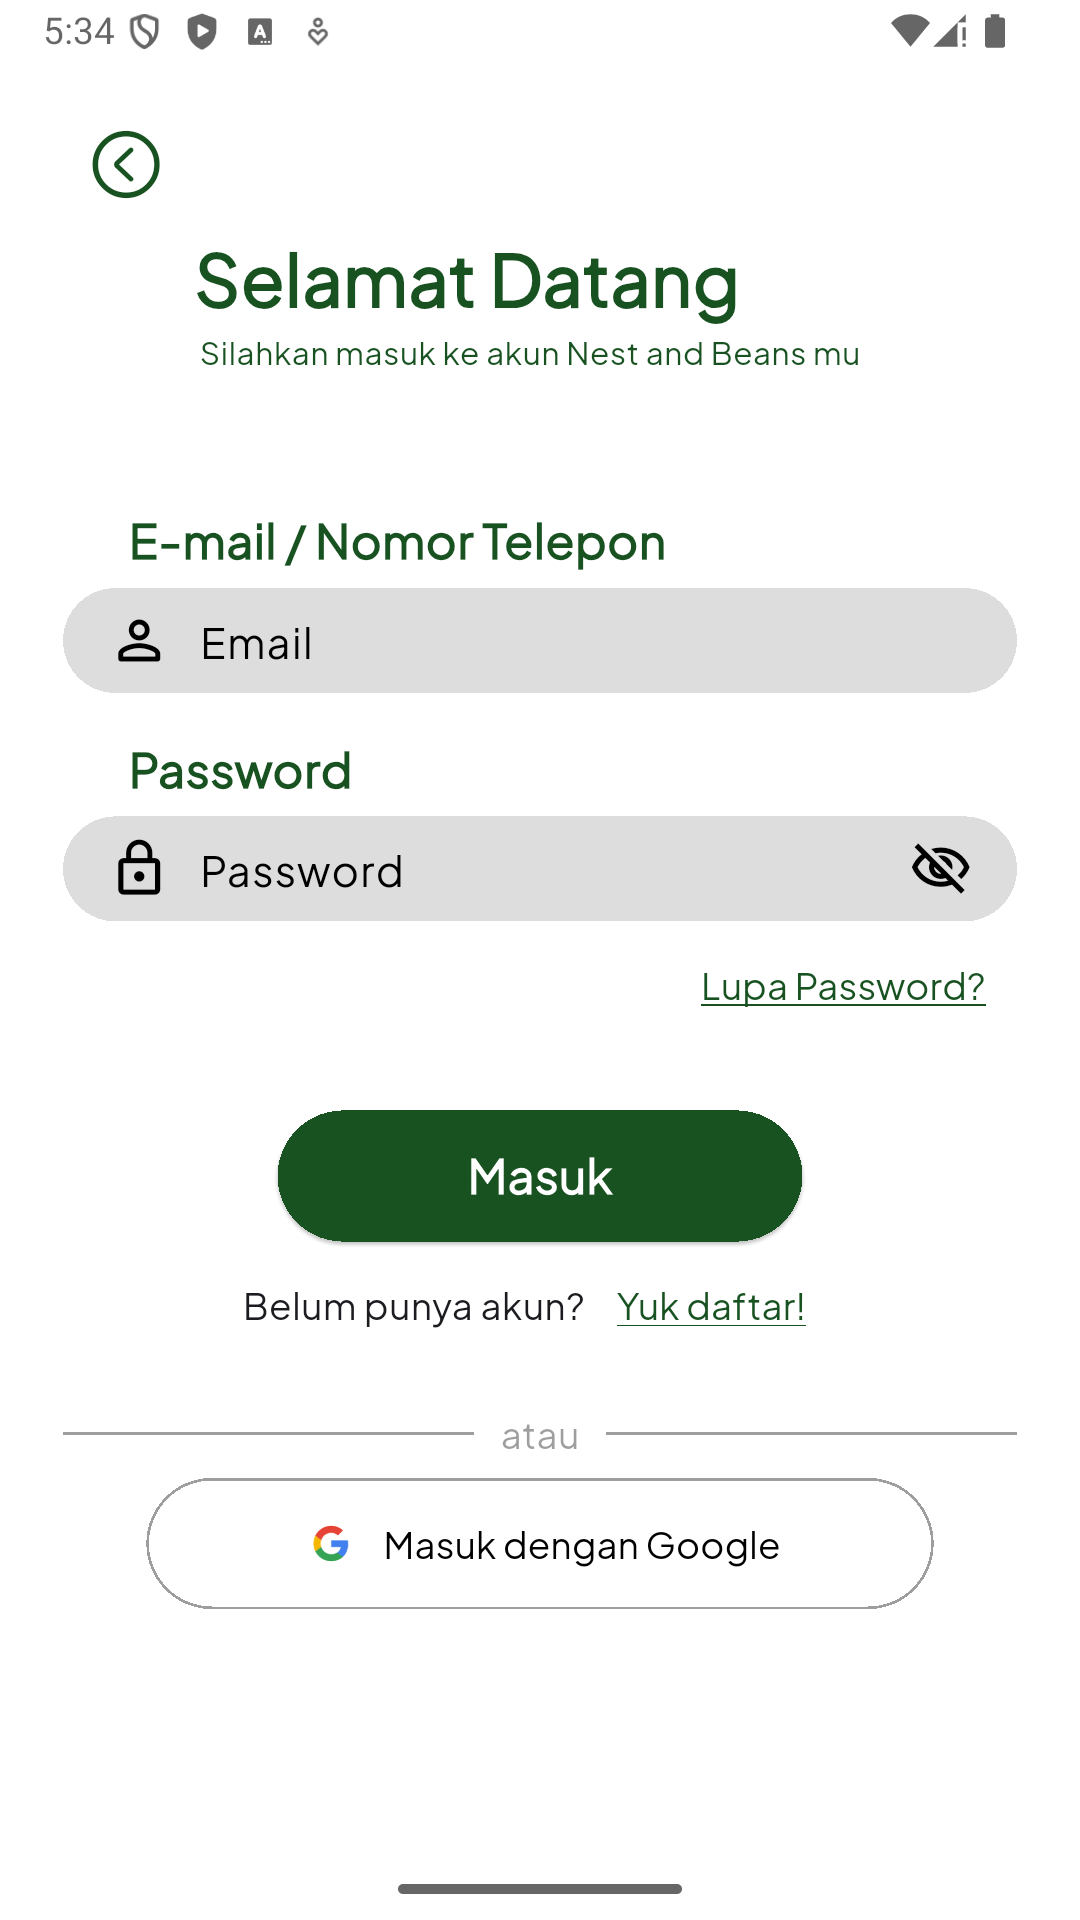 5:34
Selamat Datang
Silahkan masuk ke akun Nest and Beans mu
E-mail / Nomor Telepon
Email
Password
Password
Lupa Password?
Masuk
Belum punya akun? Yuk daftar!
atau
Masuk dengan Google